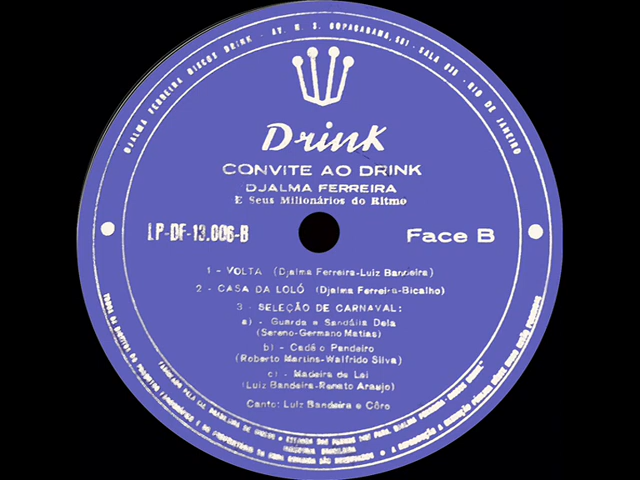 DJALMA FERREIRA DISCOS DRINK - AV. N. S. COPACABANA, 581 - SALA - RIO DE JANEIRO
Drink
CONVITE AO DRINK
DJALMA FERREIRA
E Seus Milionários do Ritmo
LP-DF-13.006-B
Face B
1 - VOLTA (Djalma Ferreira-Luiz Bandeira)
2 - CASA DA LOLÓ (Djalma Ferreira-Bicalho)
3 - SELEÇÃO DE CARNAVAL:
a) - Guarda a Sandália Dela
(Sereno-Germano Matias)
b) - Cadê o Pandeiro
(Roberto Martins-Walfrido Silva)
c) - Madeira de Lei
(Luiz Bandeira-Renato Araujo)
Canto: Luiz Bandeira e Côro
INDUSTRIA BRASILEIRA